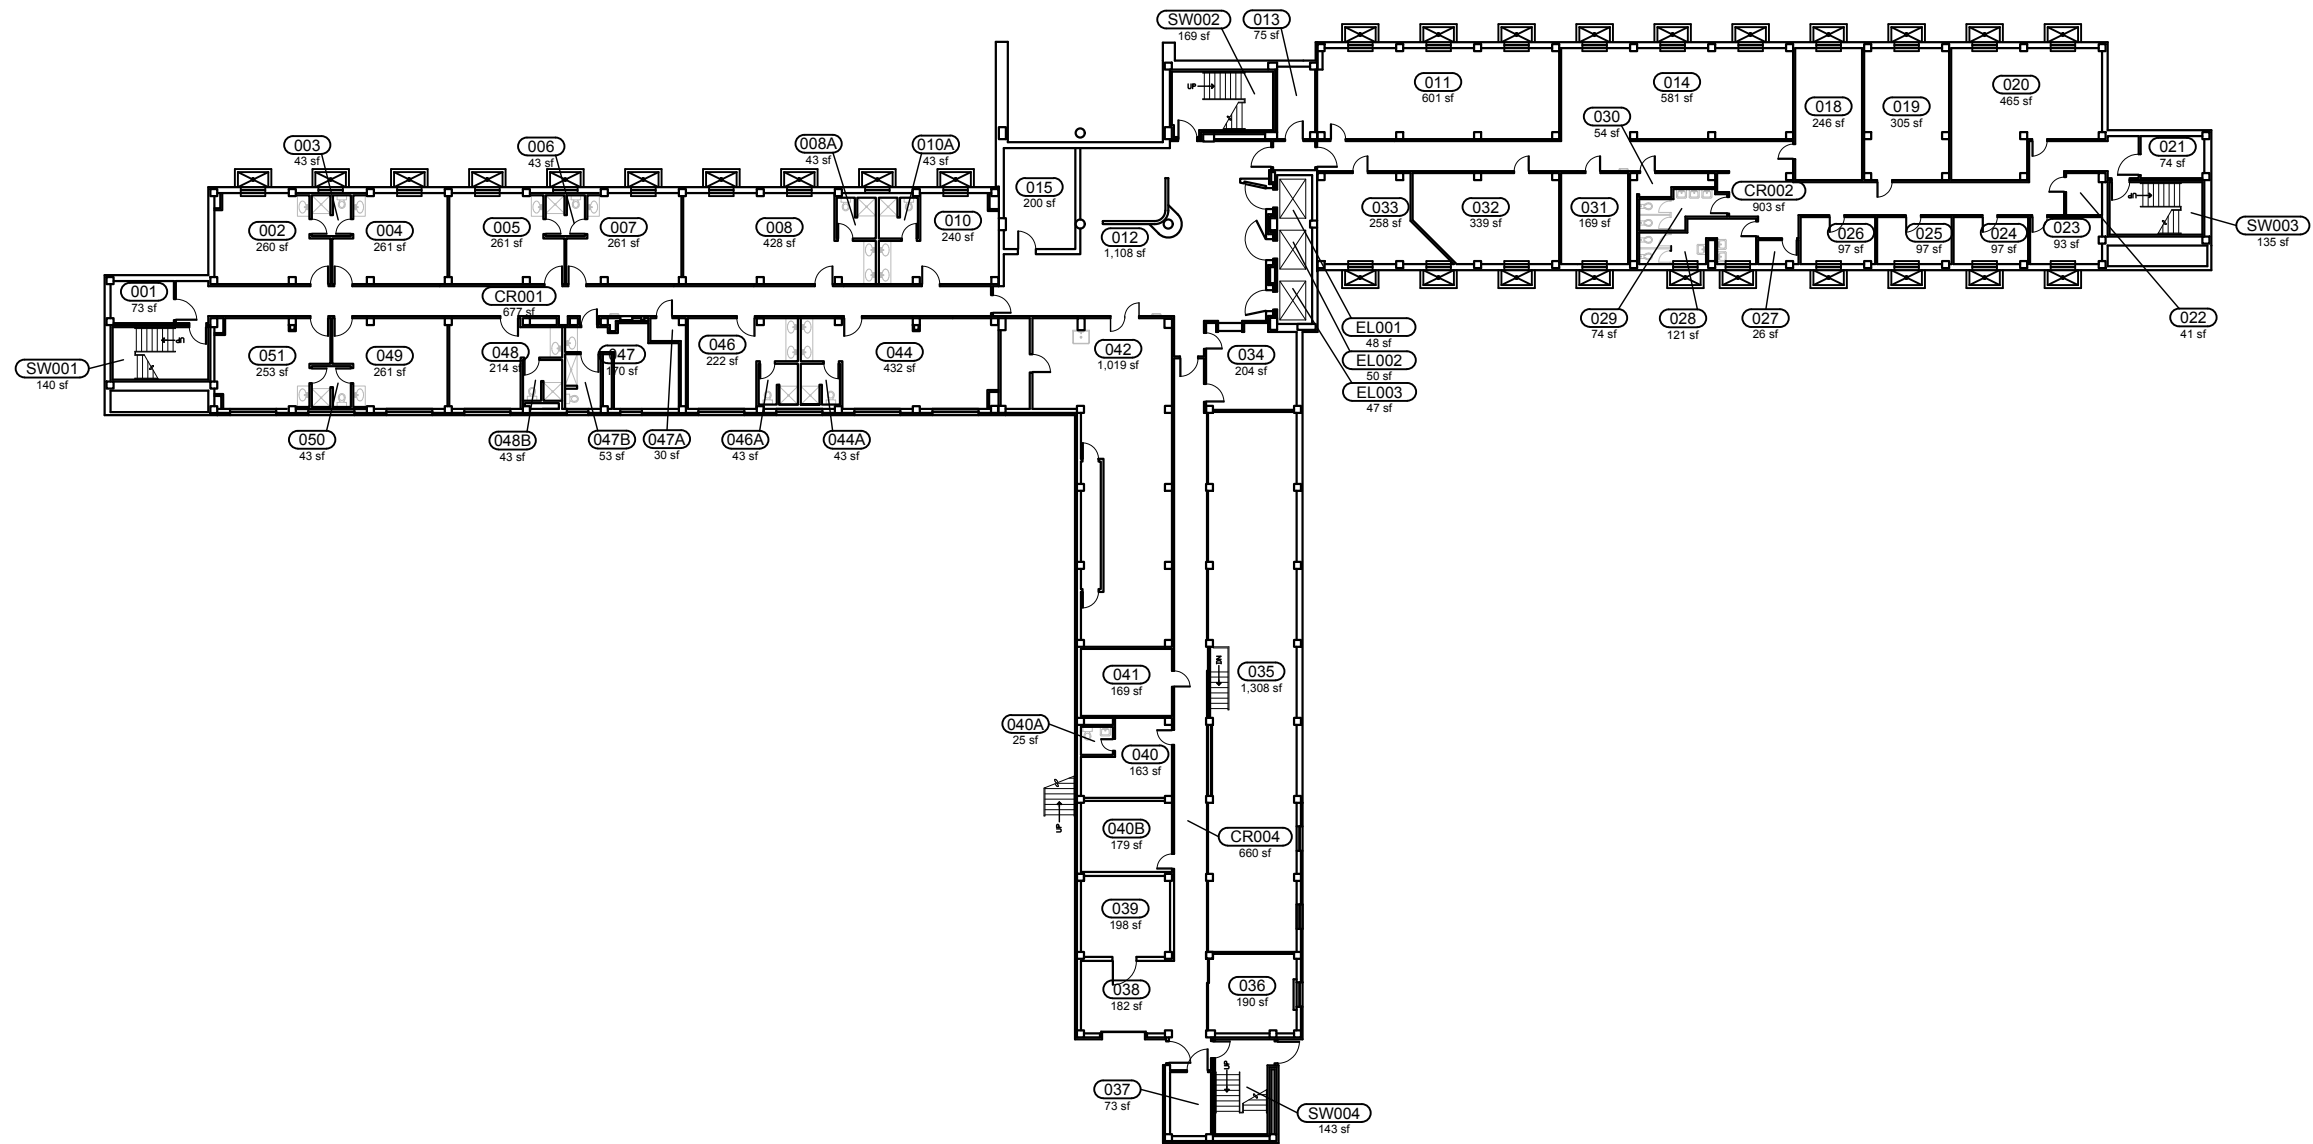 SW002
169 sf
013
75 sf
011
601 sf
014
581 sf
030
54 sf
018
246 sf
019
305 sf
020
465 sf
021
74 sf
UP
003
43 sf
006
43 sf
008A
43 sf
010A
43 sf
015
200 sf
012
1,108 sf
002
260 sf
004
261 sf
005
261 sf
007
261 sf
008
428 sf
010
240 sf
033
258 sf
032
339 sf
031
169 sf
CR002
903 sf
UP
SW003
135 sf
026
97 sf
025
97 sf
024
97 sf
023
93 sf
029
74 sf
028
121 sf
027
26 sf
022
41 sf
001
73 sf
CR001
677 sf
UP
SW001
140 sf
051
253 sf
049
261 sf
048
214 sf
047
170 sf
046
222 sf
044
432 sf
042
1,019 sf
034
204 sf
EL001
48 sf
EL002
50 sf
EL003
47 sf
050
43 sf
048B
43 sf
047B
53 sf
047A
30 sf
046A
43 sf
044A
43 sf
041
169 sf
DN
035
1,308 sf
040A
25 sf
040
163 sf
UP
040B
179 sf
CR004
660 sf
039
198 sf
038
182 sf
036
190 sf
UP
037
73 sf
SW004
143 sf